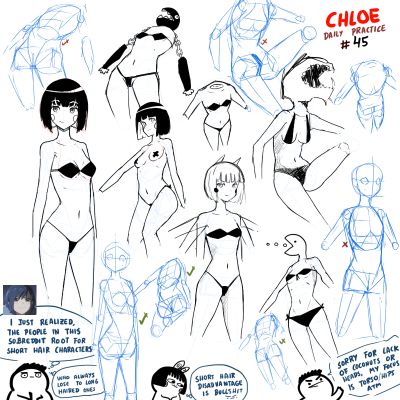 CHLOE
DAILY PRACTICE
# 45
I JUST REALIZED,
THE PEOPLE IN THIS
SUBREDDIT ROOT FOR
SHORT HAIR CHARACTERS
WHO ALWAYS
LOSE TO LONG
HAIRED ONES
SHORT HAIR
DISADVANTAGE
IS BULLSHIT
SORRY FOR LACK
OF COCONUTS OR
HEADS, MY FOCUS
IS TORSO/HIPS
ATM